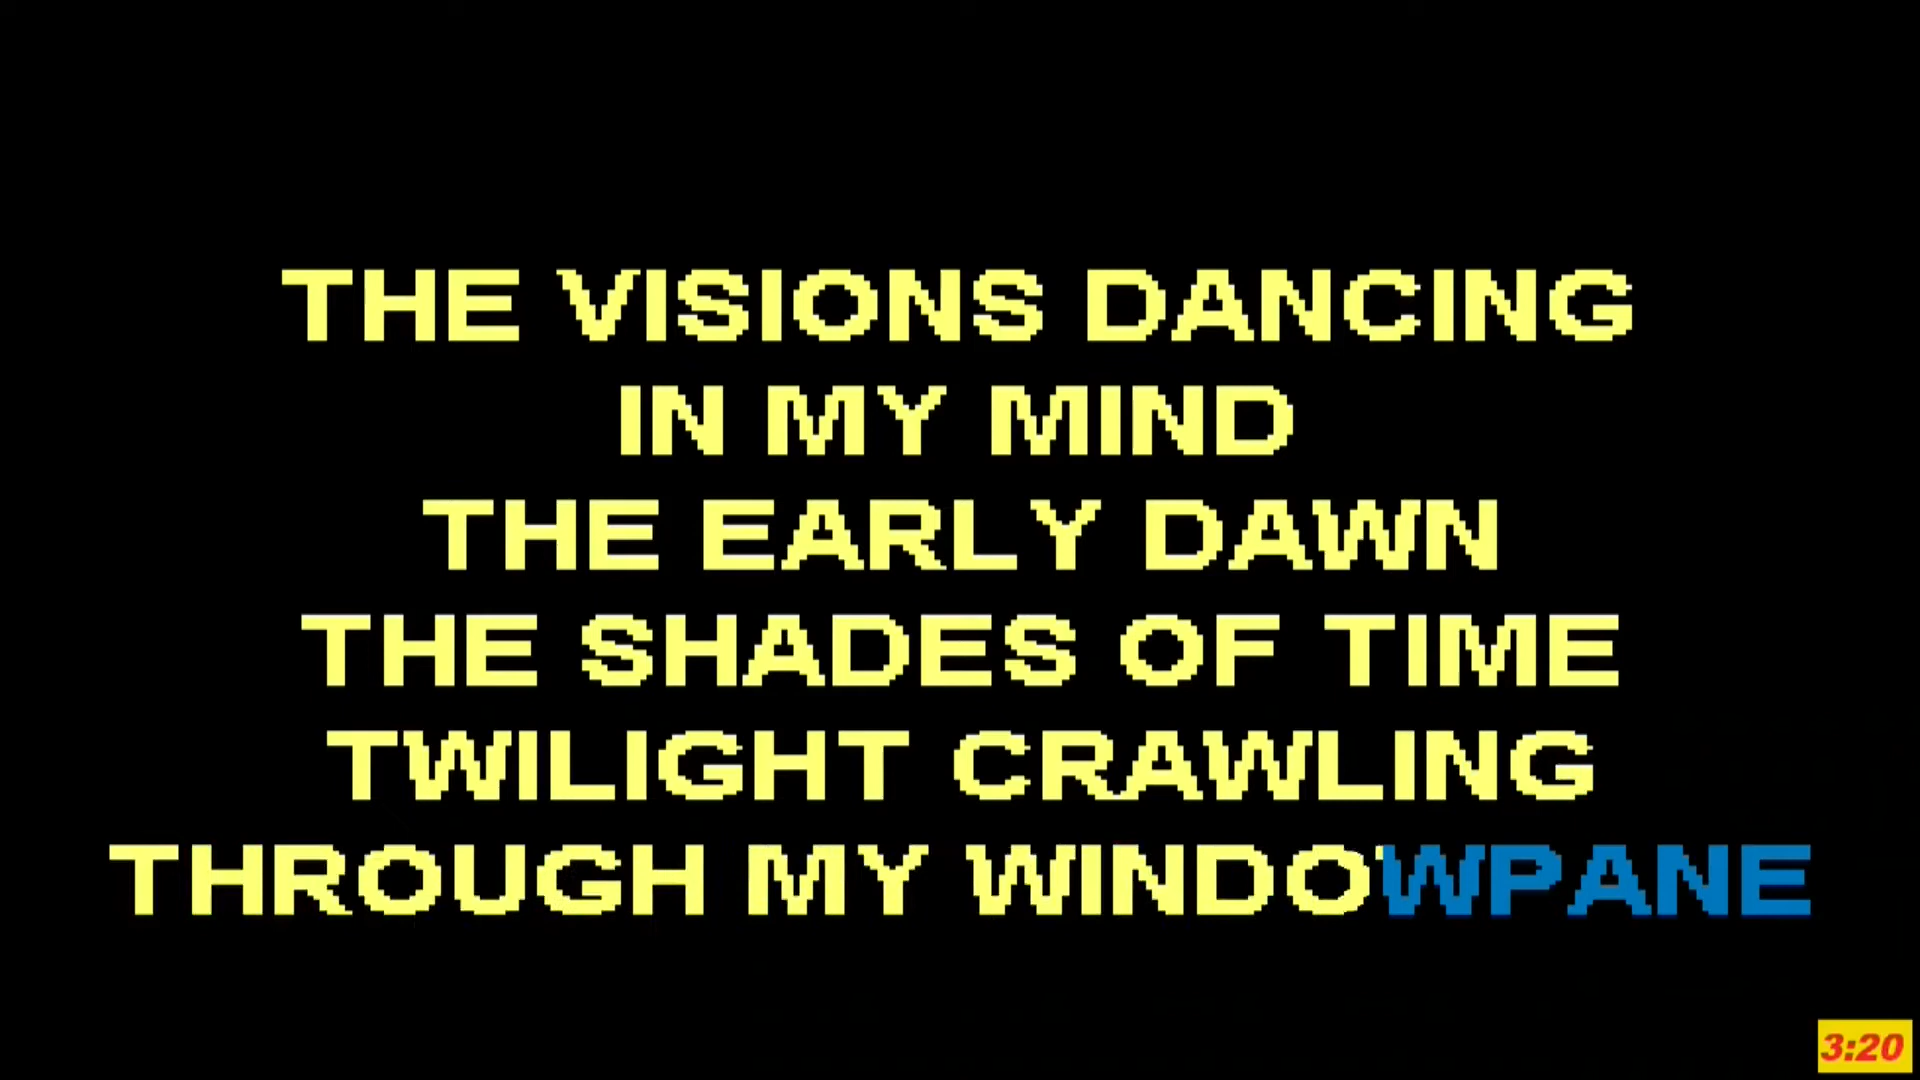 THE VISIONS DANCING
IN MY MIND
THE EARLY DAWN
THE SHADES OF TIME
TWILIGHT CRAWLING
THROUGH MY WINDOWPANE
3:20